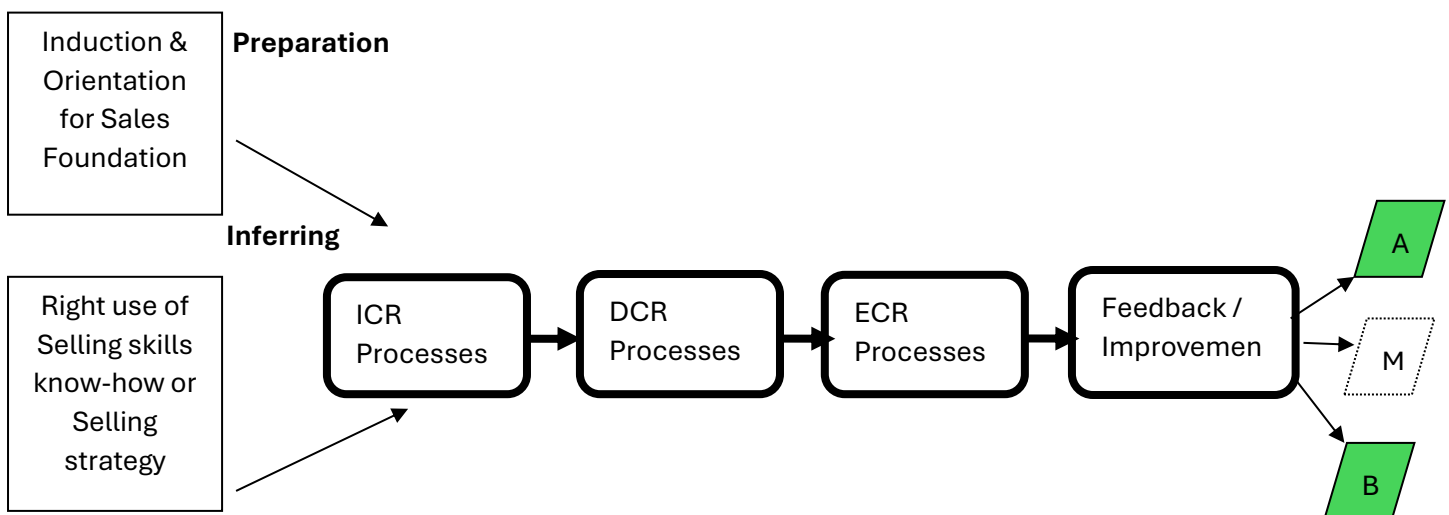 Induction &
Orientation
for Sales
Foundation
Preparation
Inferring
Right use of
Selling skills
know-how or
Selling
strategy
ICR
Processes
DCR
Processes
ECR
Processes
Feedback /
Improvemen
A
M
B